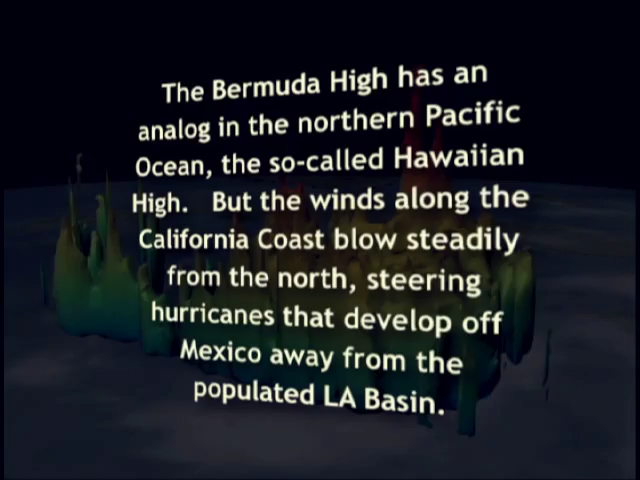 The Bermuda High has an
analog in the northern Pacific
Ocean, the so-called Hawaiian
High.   But the winds along the
California Coast blow steadily
from the north, steering
hurricanes that develop off
Mexico away from the
populated LA Basin.